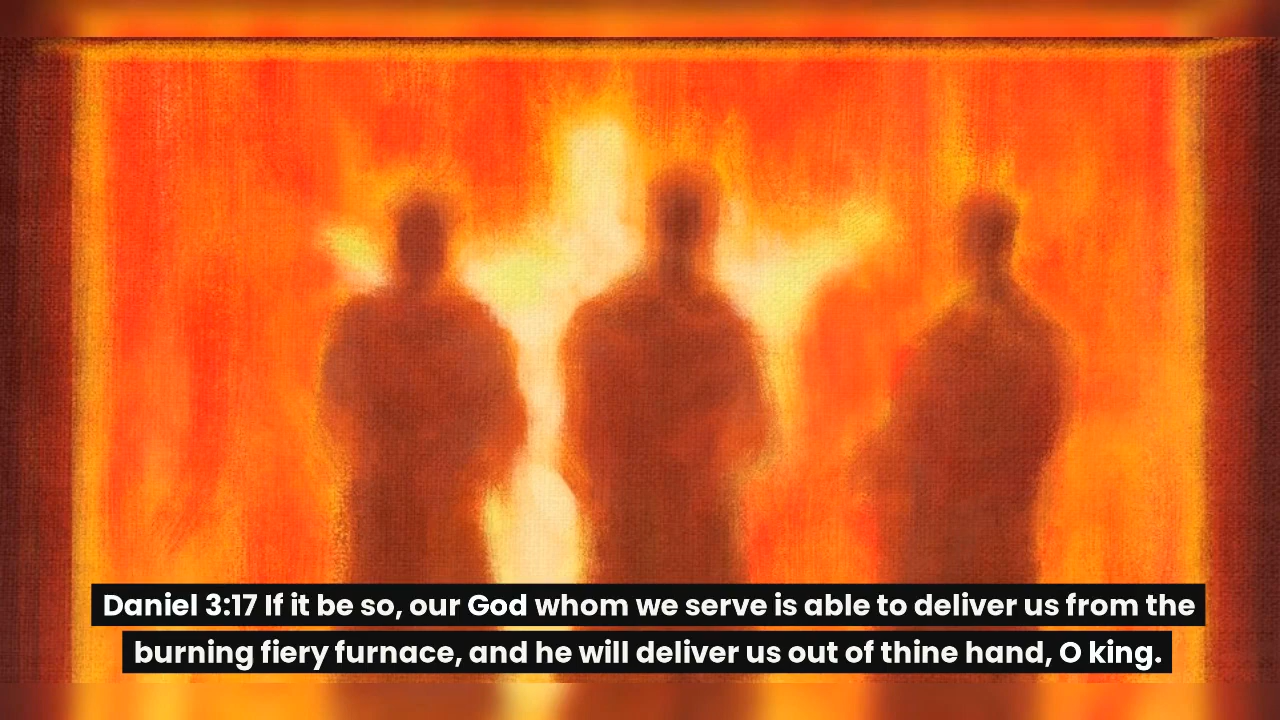 Daniel 3:17 If it be so, our God whom we serve is able to deliver us from the
burning fiery furnace, and he will deliver us out of thine hand, O king.